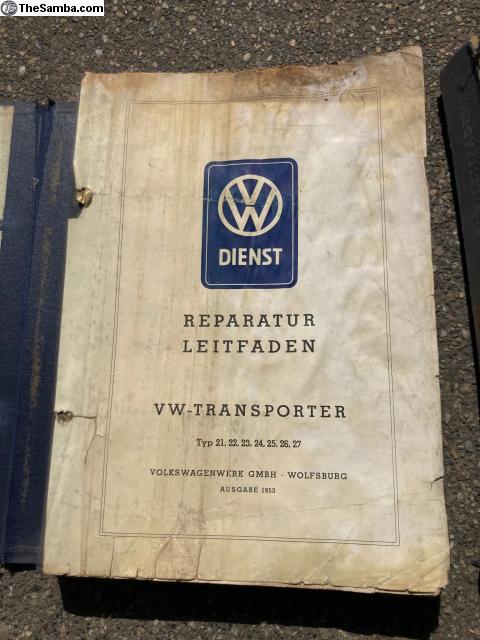 TheSamba.com
VW
DIENST
REPARATUR
LEITFADEN
VW-TRANSPORTER
Typ 21, 22, 23, 24, 25, 26, 27
VOLKSWAGENWERK GMBH · WOLFSBURG
AUSGABE 1953